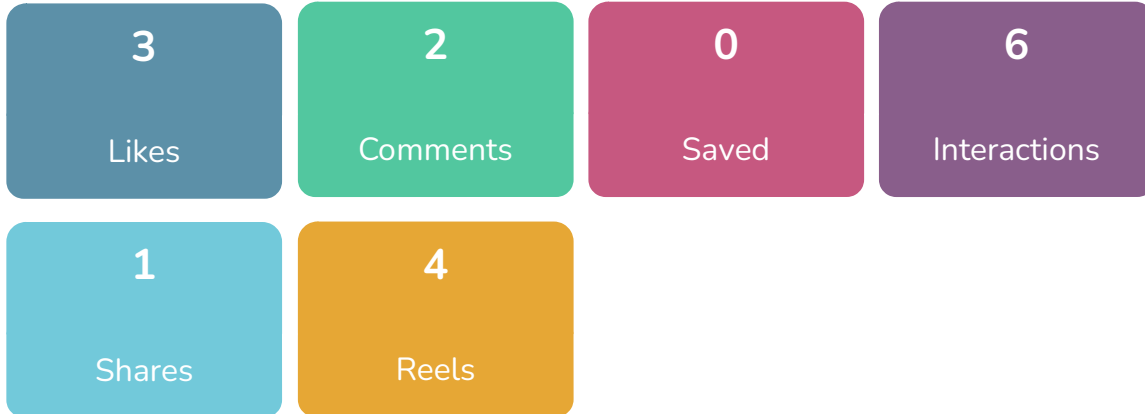 3
Likes
2
Comments
0
Saved
6
Interactions
1
Shares
4
Reels